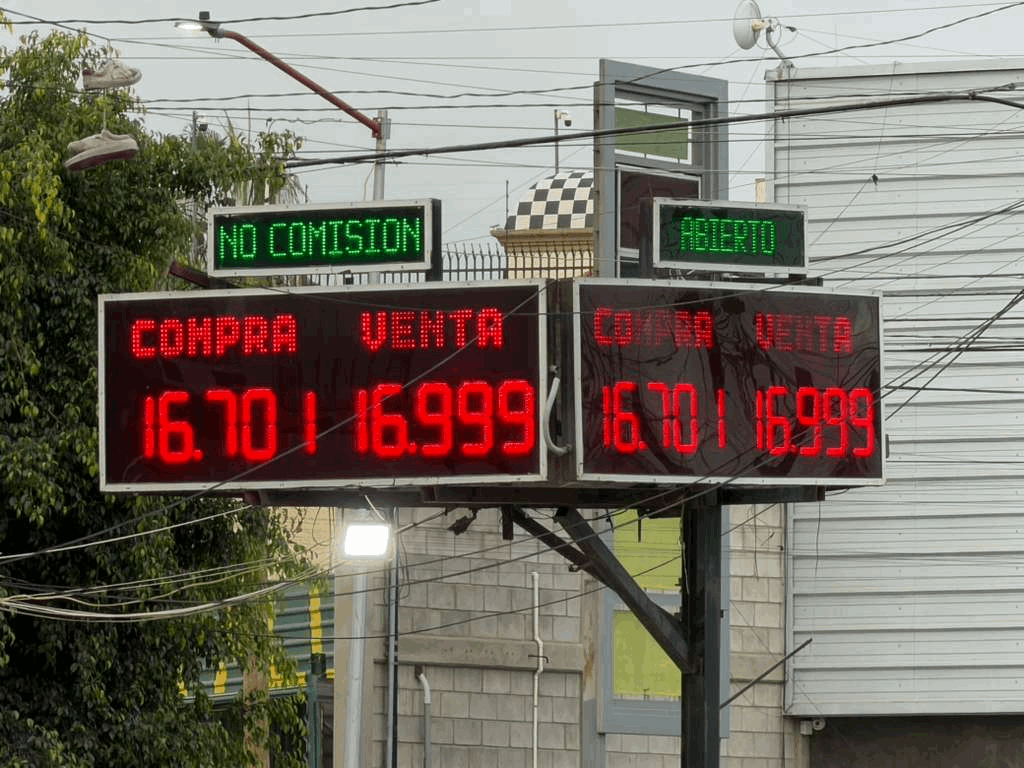 NO COMISION
COMPRA VENTA
16.701 16.999
ABIERTO
COMPRA VENTA
16.701 16.999